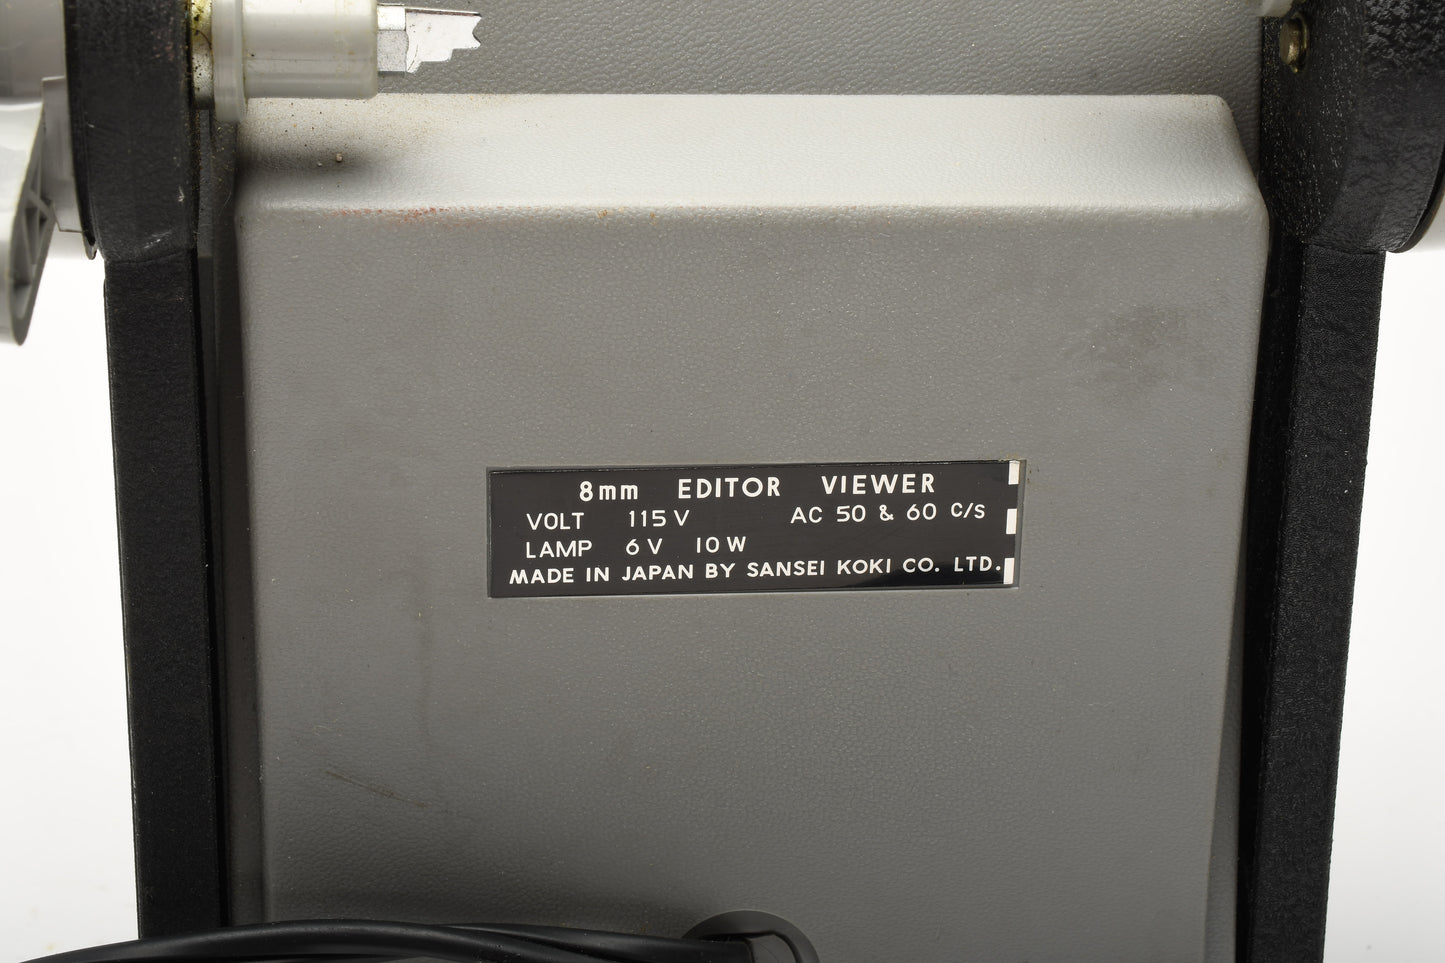 8mm EDITOR VIEWER
VOLT 115V AC 50 & 60 C/S
LAMP 6V 10W
MADE IN JAPAN BY SANSEI KOKI CO. LTD.